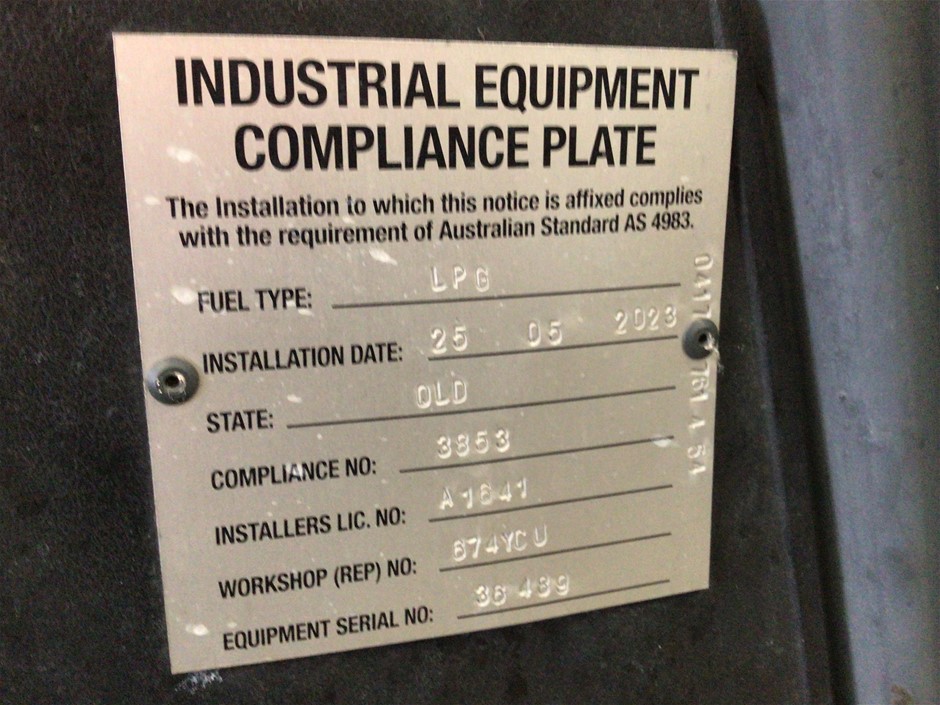 INDUSTRIAL EQUIPMENT
COMPLIANCE PLATE
The Installation to which this notice is affixed complies
with the requirement of Australian Standard AS 4983.
FUEL TYPE: LPG
INSTALLATION DATE: 25 05 2023
STATE: QLD
COMPLIANCE NO: 3853
INSTALLERS LIC. NO: A1641
WORKSHOP (REP) NO: 674YCU
EQUIPMENT SERIAL NO: 36489